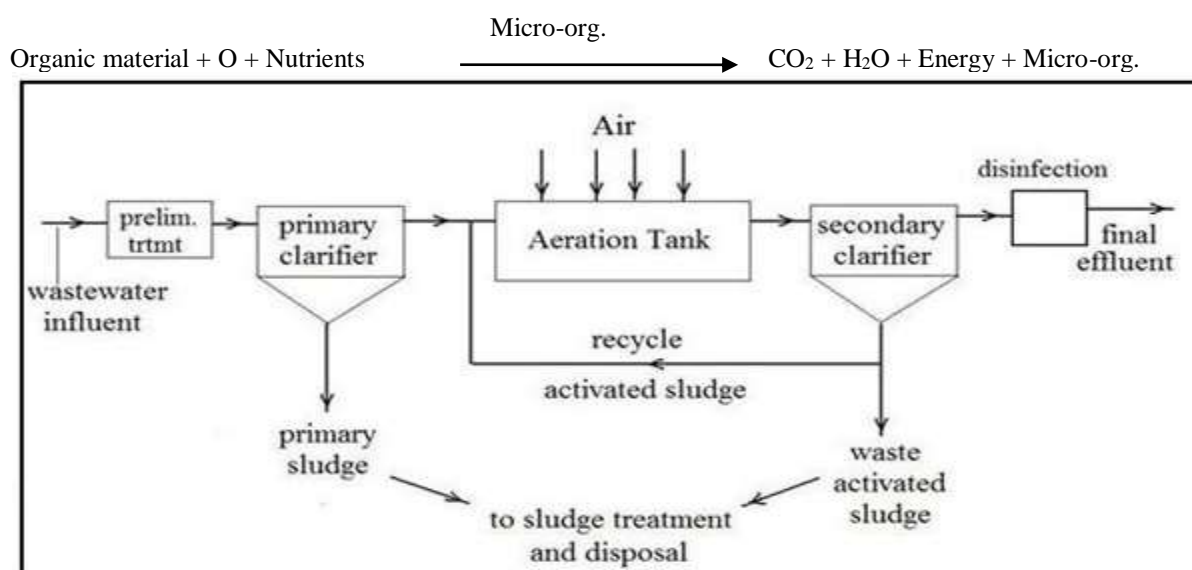 Micro-org.
Organic material + O + Nutrients
CO₂ + H₂O + Energy + Micro-org.
Air
disinfection
prelim.
trtmt
primary
clarifier
Aeration Tank
secondary
clarifier
final
effluent
wastewater
influent
recycle
activated sludge
primary
sludge
waste
activated
sludge
to sludge treatment
and disposal